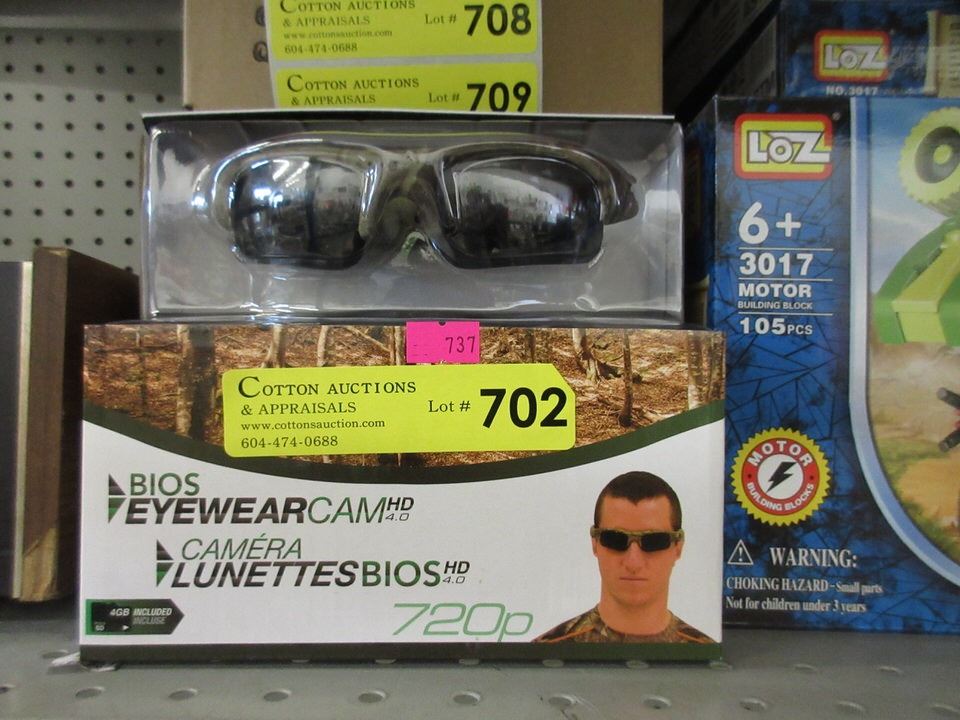 COTTON AUCTIONS
& APPRAISALS
www.cottonsauction.com
604-474-0688
Lot # 708
COTTON AUCTIONS
& APPRAISALS
Lot # 709
LOZ
NO.3017
LOZ
6+
3017
MOTOR
BUILDING BLOCK
105PCS
737
COTTON AUCTIONS
& APPRAISALS
www.cottonsauction.com
604-474-0688
Lot # 702
BIOS
EYEWEARCAM HD 4.0
CAMÉRA
LUNETTESBIOS HD 4.0
720p
4GB INCLUDED
INCLUSE
SD
MOTOR
BUILDING BLOCKS
WARNING:
CHOKING HAZARD - Small parts
Not for children under 3 years